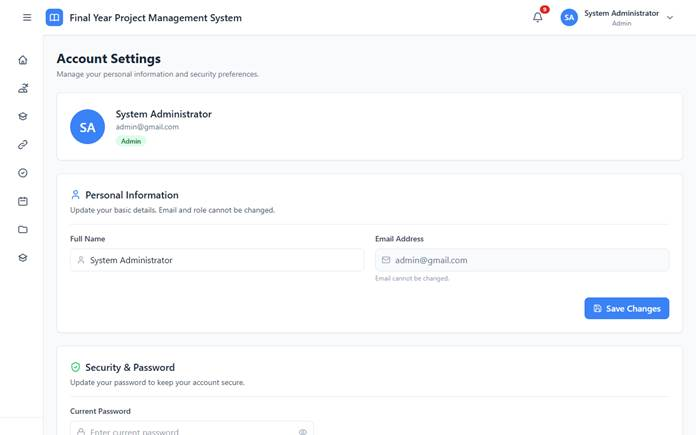 Final Year Project Management System
9
SA
System Administrator
Admin
Account Settings
Manage your personal information and security preferences.
SA
System Administrator
admin@gmail.com
Admin
Personal Information
Update your basic details. Email and role cannot be changed.
Full Name
Email Address
System Administrator
admin@gmail.com
Email cannot be changed.
Save Changes
Security & Password
Update your password to keep your account secure.
Current Password
Enter current password